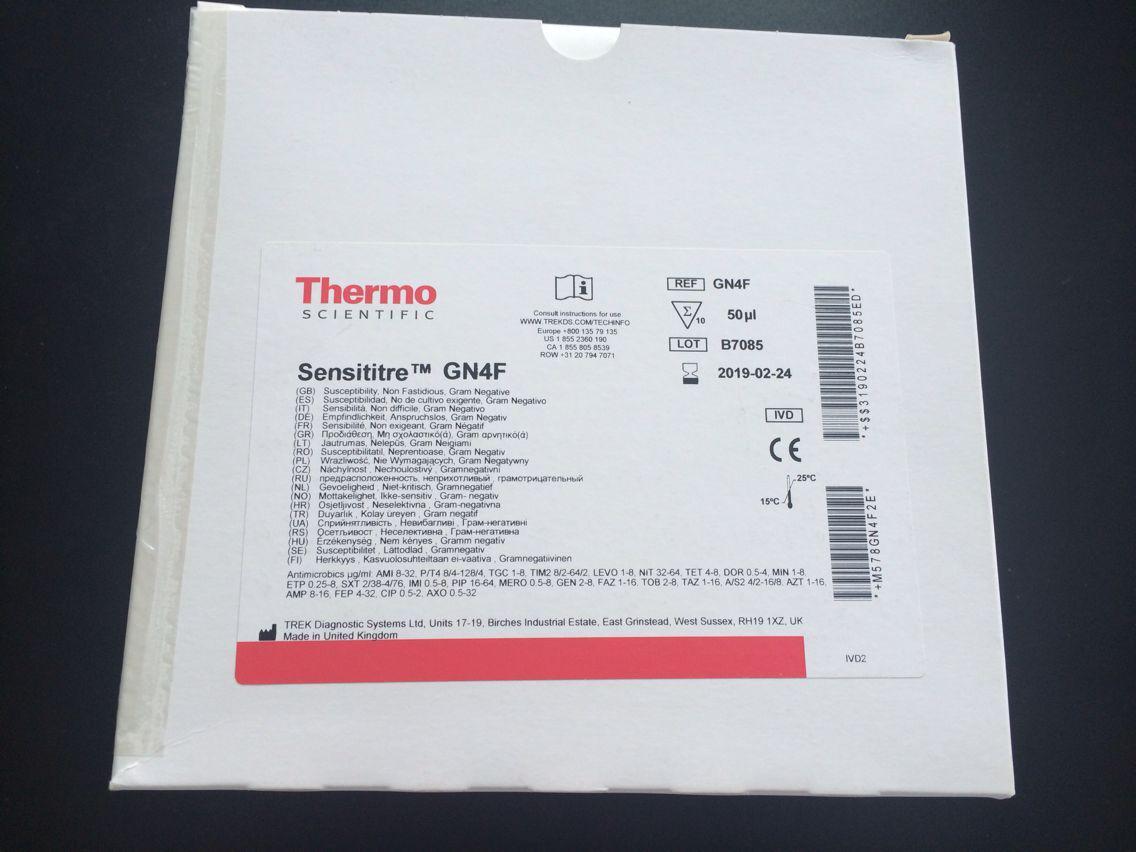 Thermo
SCIENTIFIC
Consult instructions for use
WWW.TREKDS.COM/TECHINFO
Europe +800 135 79 135
US 1 855 2360 190
CA 1 855 805 8539
ROW +31 20 794 7071
REF GN4F
Σ 10 50µl
LOT B7085
2019-02-24
IVD
CE
25°C
15°C
*+$$3190224B7085ED*
*+M578GN4F2E*
Sensititre™ GN4F
(GB) Susceptibility, Non Fastidious, Gram Negative
(ES) Susceptibilidad, No de cultivo exigente, Gram Negativo
(IT) Sensibilità, Non difficile, Gram Negativo
(DE) Empfindlichkeit, Anspruchslos, Gram Negativ
(FR) Sensibilité, Non exigeant, Gram Négatif
(GR) Προδιάθεση, Μη σχολαστικό(ά), Gram αρνητικό(ά)
(LT) Jautrumas, Nelepūs, Gram Neigiami
(RO) Susceptibilitatii, Neprentioase, Gram Negativ
(PL) Wrażliwość, Nie Wymagających, Gram Negatywny
(CZ) Náchylnost , Nechoulostivý , Gramnegativní
(RU) предрасположенность, неприхотливый , грамотрицательный
(NL) Gevoeligheid , Niet-kritisch, Gramnegatief
(NO) Mottakelighet, Ikke-sensitiv , Gram- negativ
(HR) Osjetljivost, Neselektivna , Gram-negativna
(TR) Duyarlık , Kolay üreyen , Gram negatif
(UA) Сприйнятливість , Невибагливі , Грам-негативні
(RS) Осетљивост, Неселективна , Грам-негативна
(HU) Érzékenység , Nem kényes , Gramm negatív
(SE) Susceptibilitet , Lättodlad , Gramnegativ
(FI) Herkkyys , Kasvuolosuhteiltaan ei-vaativa , Gramnegatiivinen
Antimicrobics µg/ml: AMI 8-32, P/T4 8/4-128/4, TGC 1-8, TIM2 8/2-64/2, LEVO 1-8, NIT 32-64, TET 4-8, DOR 0.5-4, MIN 1-8,
ETP 0.25-8, SXT 2/38-4/76, IMI 0.5-8, PIP 16-64, MERO 0.5-8, GEN 2-8, FAZ 1-16, TOB 2-8, TAZ 1-16, A/S2 4/2-16/8, AZT 1-16,
AMP 8-16, FEP 4-32, CIP 0.5-2, AXO 0.5-32
TREK Diagnostic Systems Ltd, Units 17-19, Birches Industrial Estate, East Grinstead, West Sussex, RH19 1XZ, UK
Made in United Kingdom
IVD2